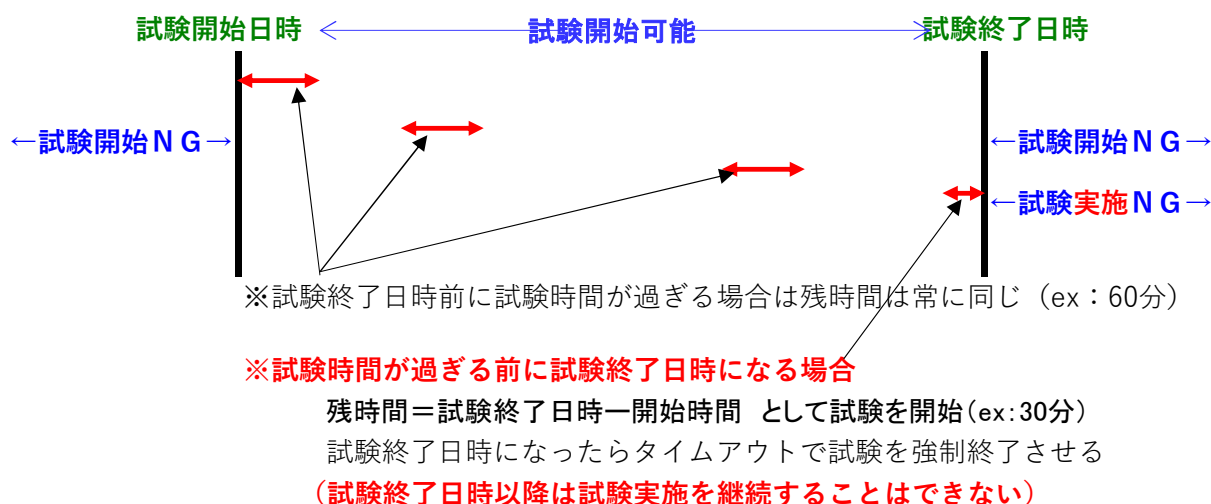 試験開始日時
試験開始可能
試験終了日時
←試験開始ＮＧ→
←試験開始ＮＧ→
←試験実施ＮＧ→
※試験終了日時前に試験時間が過ぎる場合は残時間は常に同じ（ex：60分）
※試験時間が過ぎる前に試験終了日時になる場合
残時間＝試験終了日時ー開始時間 として試験を開始(ex:30分)
試験終了日時になったらタイムアウトで試験を強制終了させる
（試験終了日時以降は試験実施を継続することはできない）